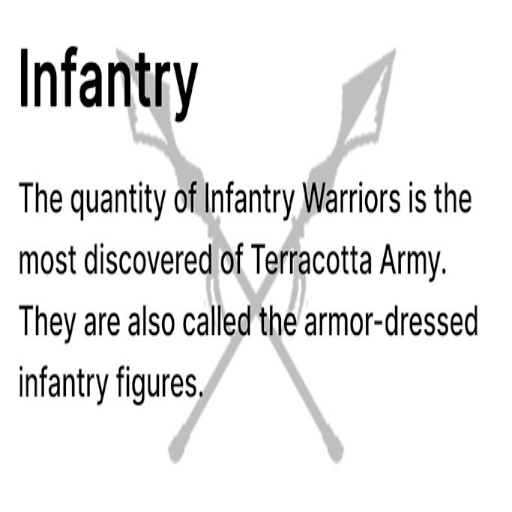 Infantry
The quantity of Infantry Warriors is the
most discovered of Terracotta Army.
They are also called the armor-dressed
infantry figures.